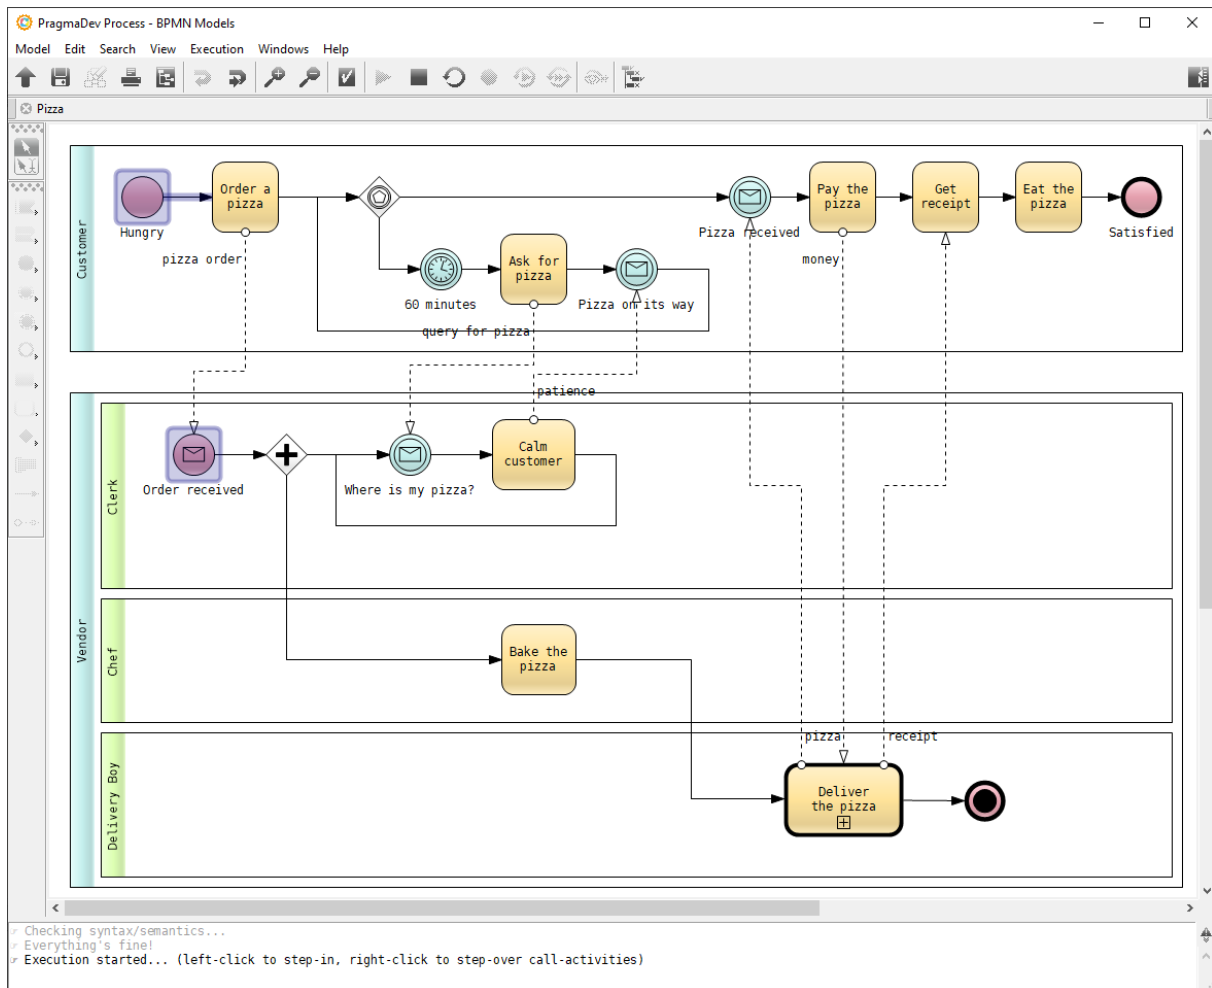 PragmaDev Process - BPMN Models
Model Edit Search View Execution Windows Help
Pizza
Customer
Order a
pizza
Hungry
pizza order
Pizza received
Pay the
pizza
money
Get
receipt
Eat the
pizza
Satisfied
60 minutes
Ask for
pizza
Pizza on its way
query for pizza
patience
Vendor
Clerk
Order received
Where is my pizza?
Calm
customer
Chef
Bake the
pizza
Delivery Boy
pizza
receipt
Deliver
the pizza
Checking syntax/semantics...
Everything's fine!
Execution started... (left-click to step-in, right-click to step-over call-activities)